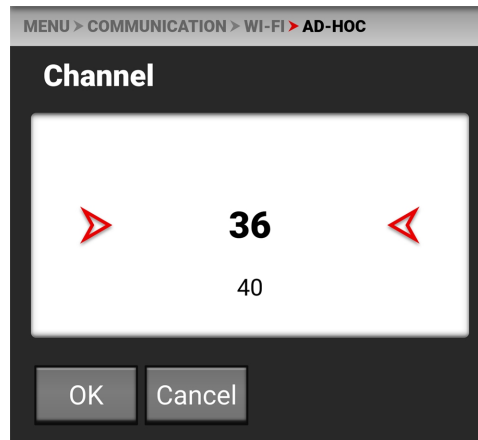 MENU > COMMUNICATION > WI-FI > AD-HOC
Channel
36
40
OK Cancel